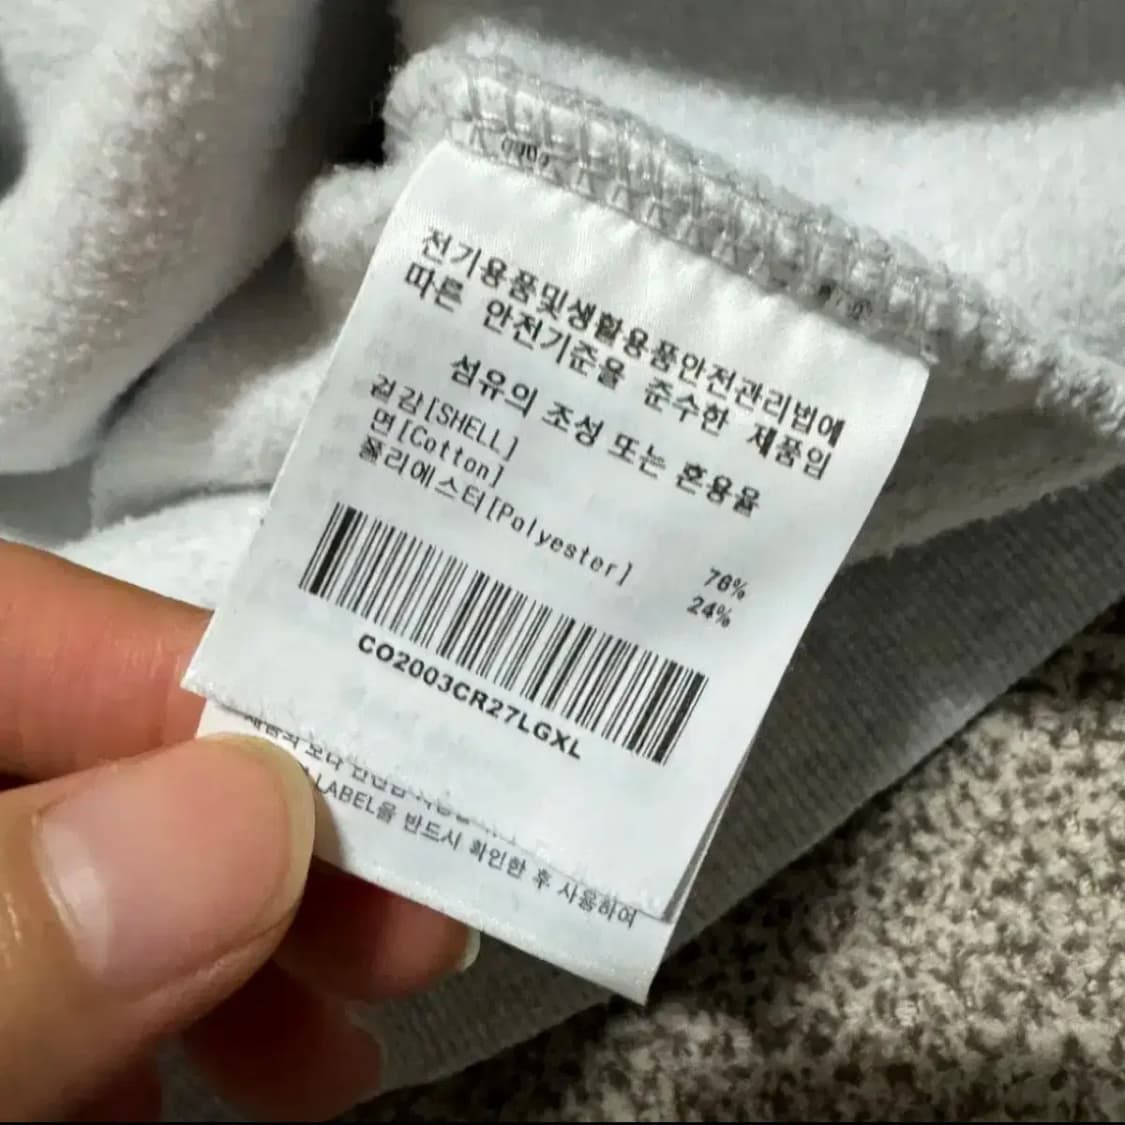 전기용품및생활용품안전관리법에
따른 안전기준을 준수한 제품임
섬유의 조성 또는 혼용율
겉감[SHELL]
면[Cotton] 76%
폴리에스터[Polyester] 24%
CO2003CR27LGXL
LABEL을 반드시 확인한 후 사용하여